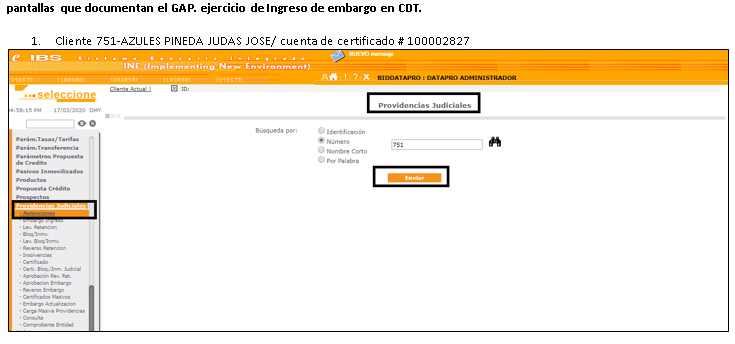 pantallas que documentan el GAP. ejercicio de Ingreso de embargo en CDT.
1. Cliente 751-AZULES PINEDA JUDAS JOSE/ cuenta de certificado # 100002827
e IBS Sistema Bancario Integrado
NUEVO mensaje
INE (Implementing New Environment)
! ? X BIDDATAPRO : DATAPRO ADMINISTRADOR
...seleccione
Cliente Actual | ID:
Providencias Judiciales
4:58:15 PM 17/03/2020 DMY
Búsqueda por:
Identificación
Número 751
Nombre Corto
Por Palabra
Enviar
Parám.Tasas/Tarifas
Parám.Transferencia
Parámetros Propuesta
de Credito
Pasivos Inmovilizados
Productos
Propuesta Crédito
Prospectos
Providencias Judiciales
- Retenciones
- Embargo Ingreso
- Lev. Retencion
- Bloq/Inmv.
- Lev. Bloq/Inmv.
- Reverso Retencion
- Insolvencias
- Certificado
- Canl. Bloq./Inm. Judicial
- Aprobación Rev. Ret.
- Aprobacion Embargo
- Reverso Embargo
- Certificados Masivos
- Embargo Actualizacion
- Carga Masiva Providencias
- Consulta
- Comprobante Entidad